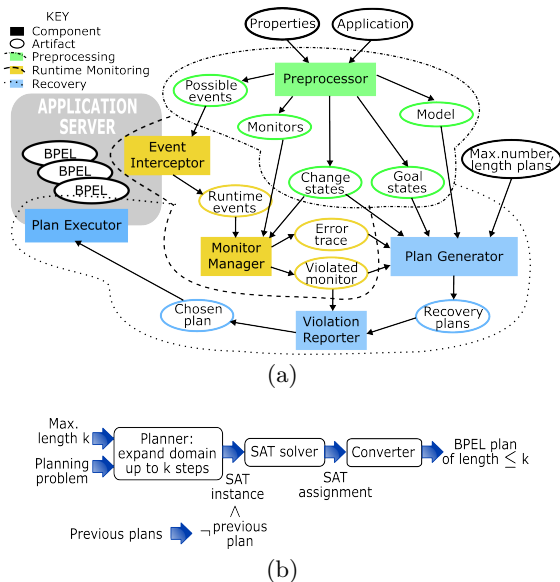 KEY
Component
Artifact
Preprocessing
Runtime Monitoring
Recovery
Properties
Application
Preprocessor
Possible
events
Monitors
Model
Change
states
Goal
states
Max.number,
length plans
APPLICATION
SERVER
BPEL
BPEL
BPEL
Event
Interceptor
Runtime
events
Plan Executor
Monitor
Manager
Error
trace
Violated
monitor
Plan Generator
Chosen
plan
Violation
Reporter
Recovery
plans
(a)
Max.
length k
Planning
problem
Planner:
expand domain
up to k steps
SAT solver
Converter
BPEL plan
of length ≤ k
SAT
instance
∧
SAT
assignment
Previous plans
¬ previous
plan
(b)